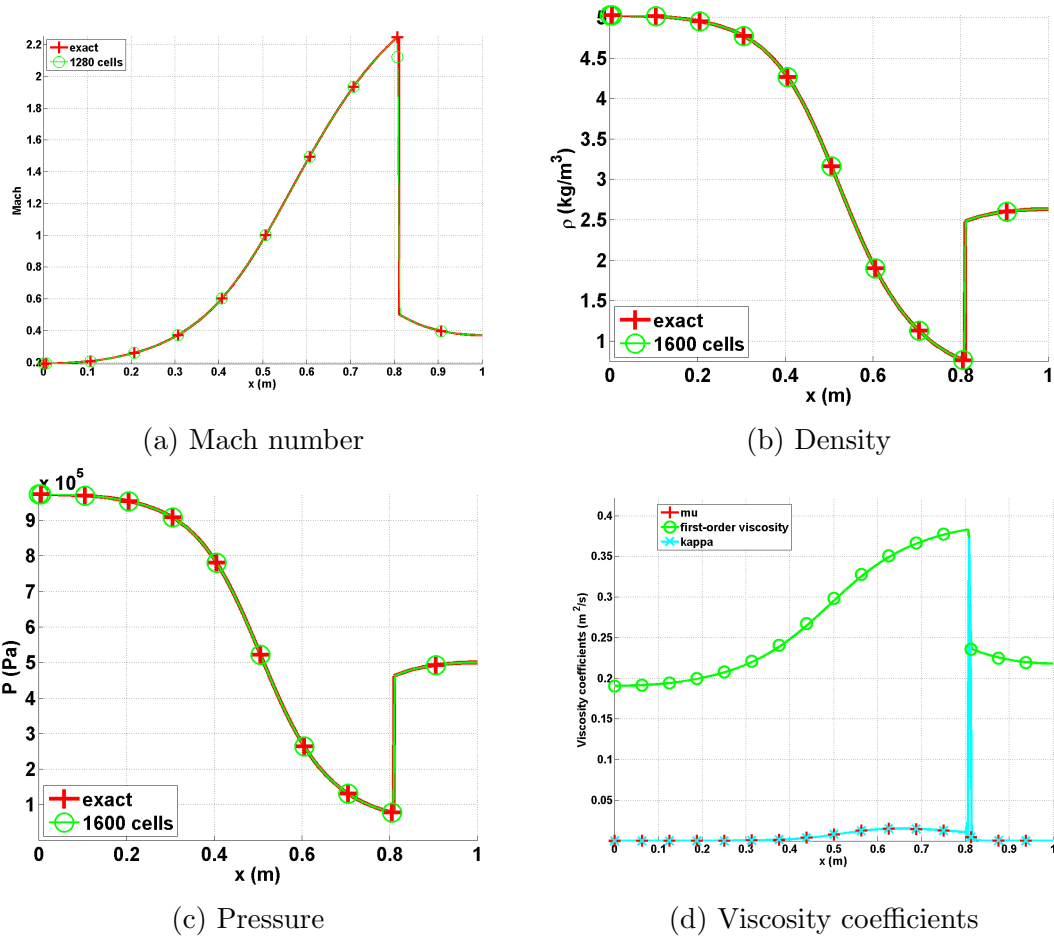 2.2
2
1.8
1.6
1.4
1.2
1
0.8
0.6
0.4
0.2
Mach
exact
1280 cells
0 0.1 0.2 0.3 0.4 0.5 0.6 0.7 0.8 0.9 1
x (m)
(a) Mach number
5
4.5
4
3.5
3
2.5
2
1.5
1
ρ (kg/m³)
exact
1600 cells
0 0.2 0.4 0.6 0.8 1
x (m)
(b) Density
x 10⁵
9
8
7
6
5
4
3
2
1
P (Pa)
exact
1600 cells
0 0.2 0.4 0.6 0.8 1
x (m)
(c) Pressure
0.4
0.35
0.3
0.25
0.2
0.15
0.1
0.05
Viscosity coefficients (m²/s)
mu
first-order viscosity
kappa
0 0.1 0.2 0.3 0.4 0.5 0.6 0.7 0.8 0.9 1
x (m)
(d) Viscosity coefficients